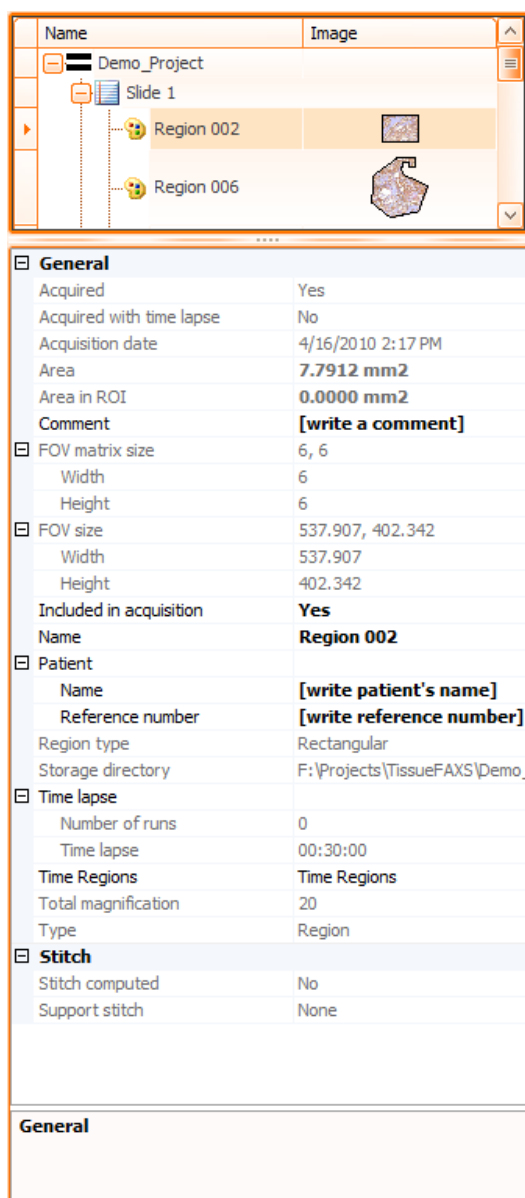 Name Image
Demo_Project
Slide 1
Region 002
Region 006
General
Acquired Yes
Acquired with time lapse No
Acquisition date 4/16/2010 2:17 PM
Area 7.7912 mm2
Area in ROI 0.0000 mm2
Comment [write a comment]
FOV matrix size 6, 6
Width 6
Height 6
FOV size 537.907, 402.342
Width 537.907
Height 402.342
Included in acquisition Yes
Name Region 002
Patient
Name [write patient's name]
Reference number [write reference number]
Region type Rectangular
Storage directory F:\Projects\TissueFAXS\Demo_
Time lapse
Number of runs 0
Time lapse 00:30:00
Time Regions Time Regions
Total magnification 20
Type Region
Stitch
Stitch computed No
Support stitch None
General